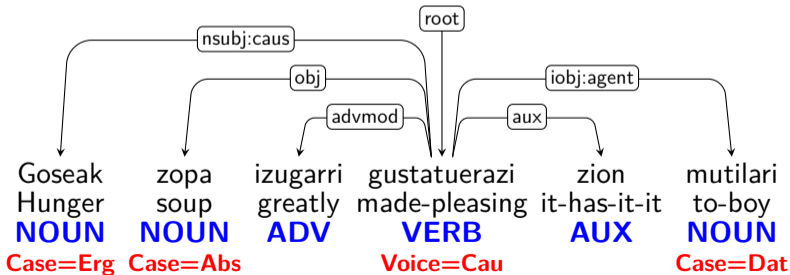 root
nsubj:caus
obj iobj:agent
advmod aux
Goseak zopa izugarri gustatuerazi zion mutilari
Hunger soup greatly made-pleasing it-has-it-it to-boy
NOUN NOUN ADV VERB AUX NOUN
Case=Erg Case=Abs Voice=Cau Case=Dat